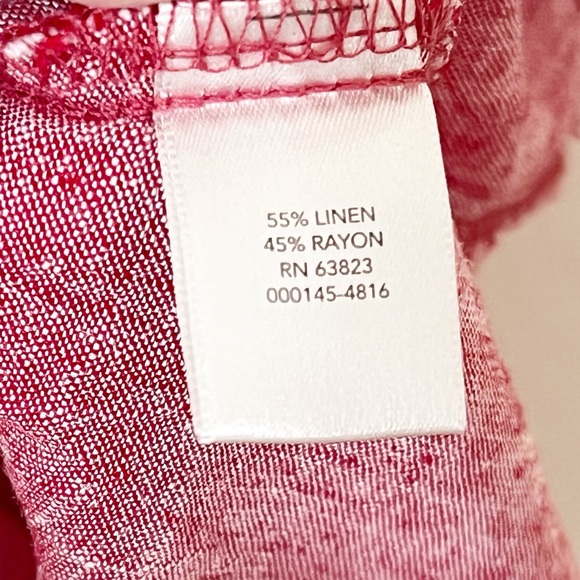 55% LINEN
45% RAYON
RN 63823
000145-4816